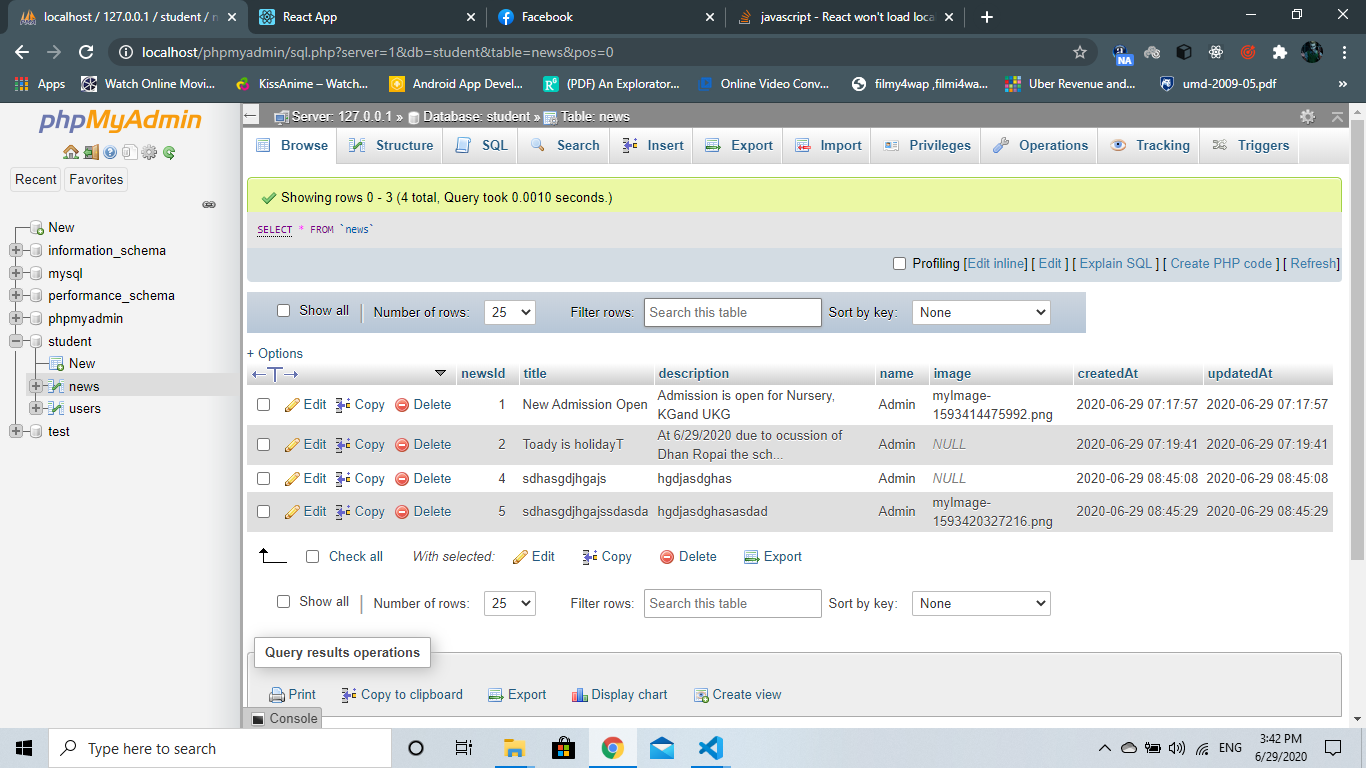 localhost / 127.0.0.1 / student / n
React App
Facebook
javascript - React won't load loca
localhost/phpmyadmin/sql.php?server=1&db=student&table=news&pos=0
NA
Apps
Watch Online Movi...
KissAnime – Watch...
Android App Devel...
(PDF) An Explorator...
Online Video Conv...
filmy4wap ,filmi4wa...
Uber Revenue and...
umd-2009-05.pdf
»
phpMyAdmin
Recent
Favorites
New
information_schema
mysql
performance_schema
phpmyadmin
student
New
news
users
test
Server: 127.0.0.1 » Database: student » Table: news
Browse
Structure
SQL
Search
Insert
Export
Import
Privileges
Operations
Tracking
Triggers
Showing rows 0 - 3 (4 total, Query took 0.0010 seconds.)
SELECT * FROM `news`
Profiling [Edit inline] [ Edit ] [ Explain SQL ] [ Create PHP code ] [ Refresh]
Show all
Number of rows:
25
Filter rows:
Search this table
Sort by key:
None
+ Options
newsId title description name image createdAt updatedAt
Edit Copy Delete 1 New Admission Open Admission is open for Nursery, KGand UKG Admin myImage-1593414475992.png 2020-06-29 07:17:57 2020-06-29 07:17:57
Edit Copy Delete 2 Toady is holidayT At 6/29/2020 due to ocussion of Dhan Ropai the sch... Admin NULL 2020-06-29 07:19:41 2020-06-29 07:19:41
Edit Copy Delete 4 sdhasgdjhgajs hgdjasdghas Admin NULL 2020-06-29 08:45:08 2020-06-29 08:45:08
Edit Copy Delete 5 sdhasgdjhgajssdasda hgdjasdghasasdad Admin myImage-1593420327216.png 2020-06-29 08:45:29 2020-06-29 08:45:29
Check all
With selected:
Edit
Copy
Delete
Export
Show all
Number of rows:
25
Filter rows:
Search this table
Sort by key:
None
Query results operations
Print
Copy to clipboard
Export
Display chart
Create view
Console
Type here to search
ENG
3:42 PM
6/29/2020